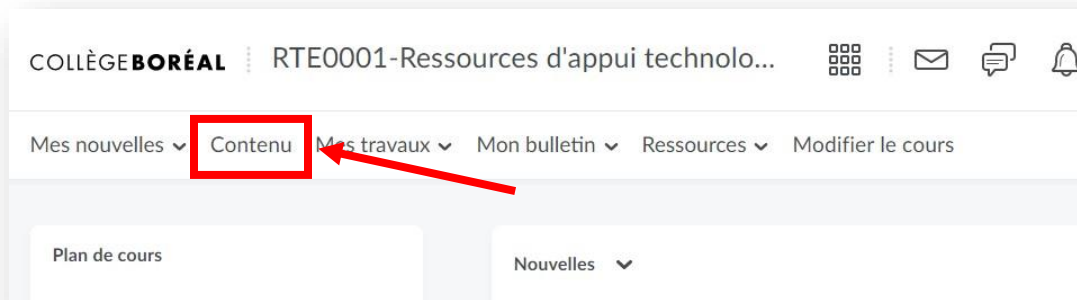 COLLÈGEBORÉAL RTE0001-Ressources d'appui technolo...
Mes nouvelles Contenu Mes travaux Mon bulletin Ressources Modifier le cours
Plan de cours
Nouvelles